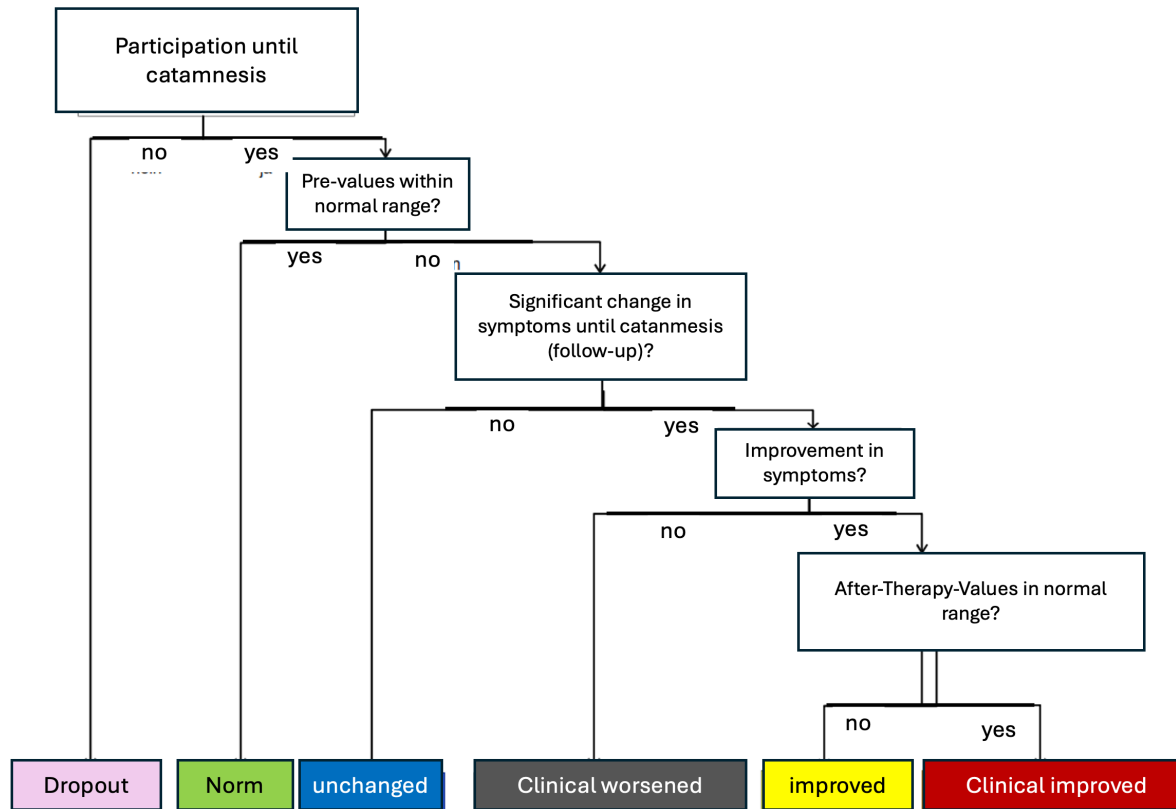 Participation until
catamnesis
no
yes
Pre-values within
normal range?
yes
no
Significant change in
symptoms until catanmesis
(follow-up)?
no
yes
Improvement in
symptoms?
no
yes
After-Therapy-Values in normal
range?
no
yes
Dropout
Norm
unchanged
Clinical worsened
improved
Clinical improved